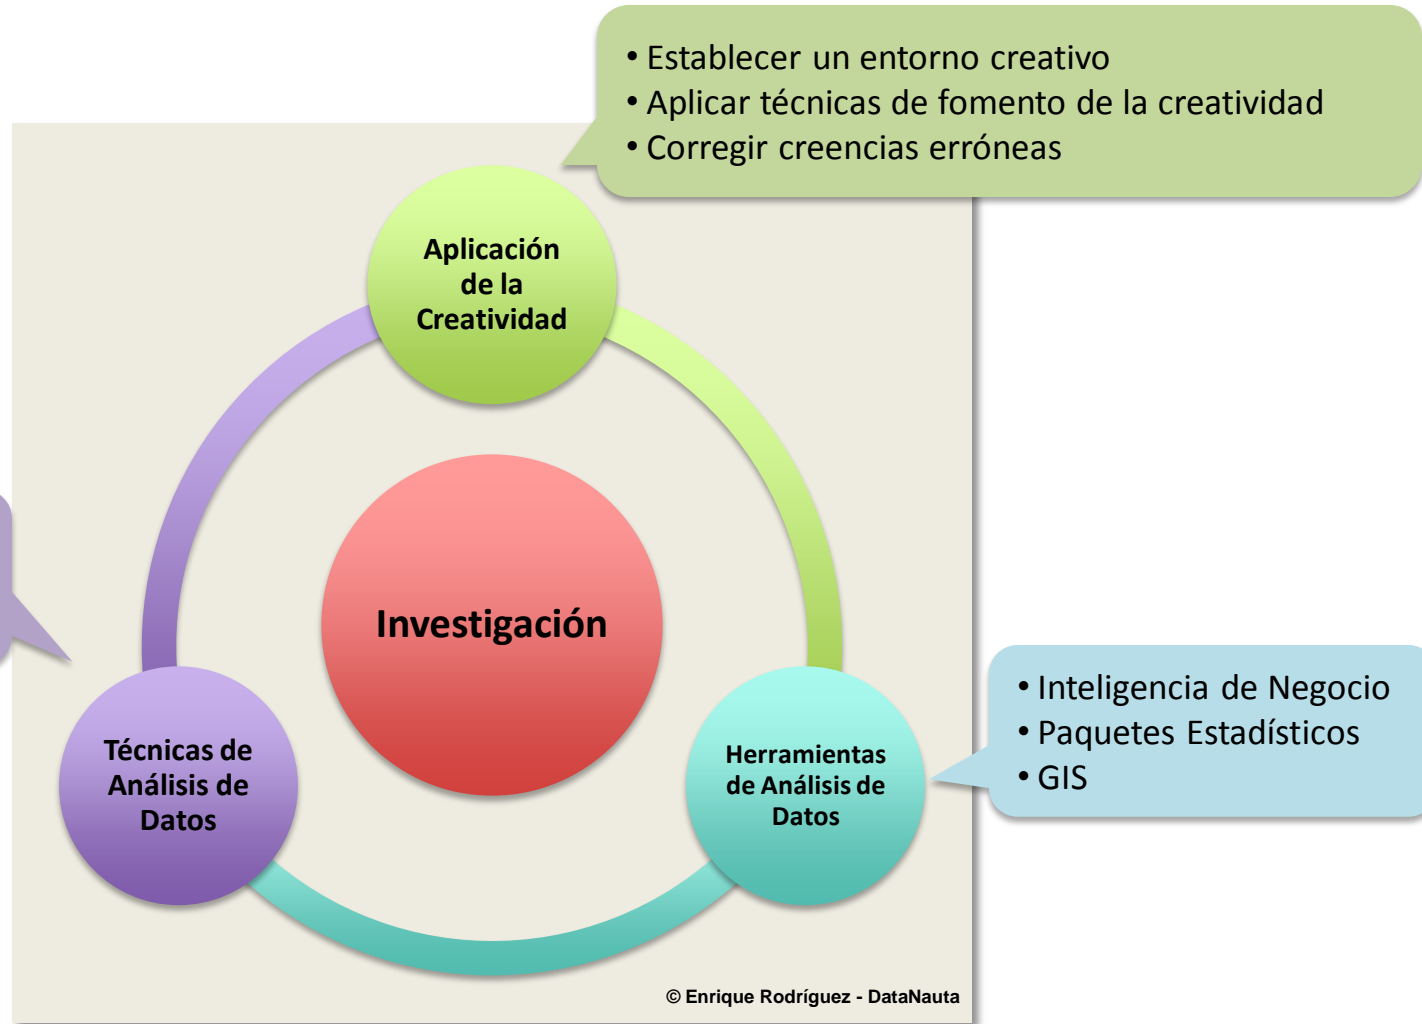 • Establecer un entorno creativo
• Aplicar técnicas de fomento de la creatividad
• Corregir creencias erróneas
Aplicación
de la
Creatividad
Investigación
Técnicas de
Análisis de
Datos
Herramientas
de Análisis de
Datos
• Inteligencia de Negocio
• Paquetes Estadísticos
• GIS
© Enrique Rodríguez - DataNauta